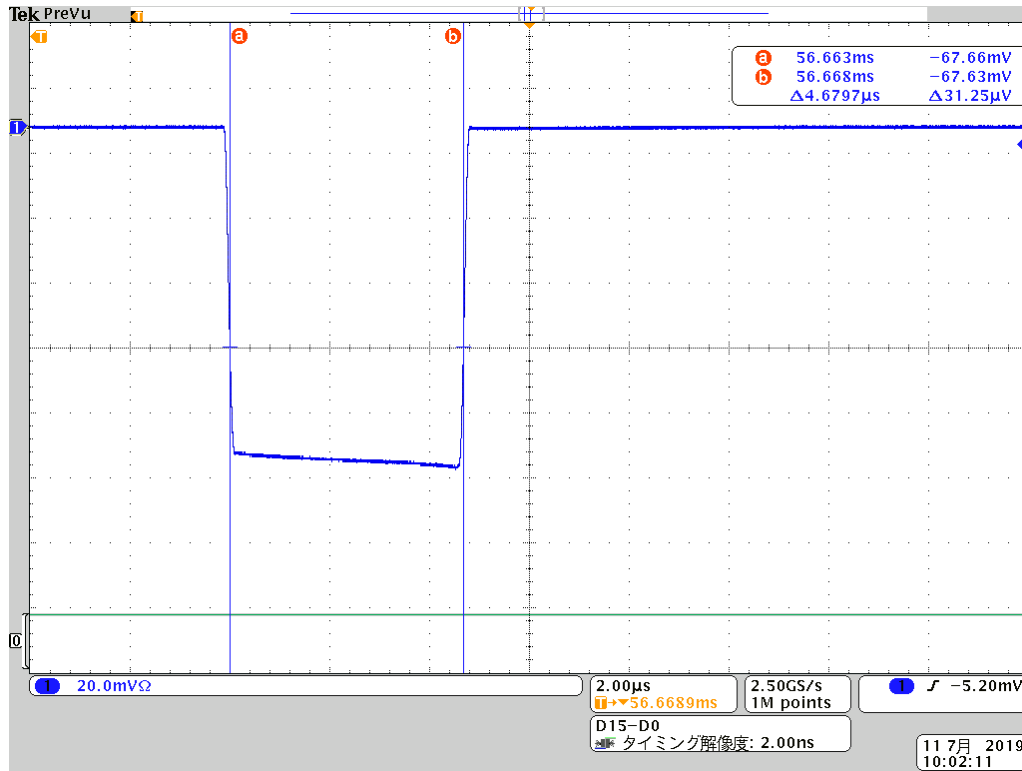 Tek PreVu
T
T
a
b
a 56.663ms −67.66mV
b 56.668ms −67.63mV
Δ4.6797µs Δ31.25µV
1
0
1 20.0mVΩ
2.00µs
T→▼56.6689ms
2.50GS/s
1M points
1 −5.20mV
D15−D0
タイミング解像度: 2.00ns
11 7月 2019
10:02:11